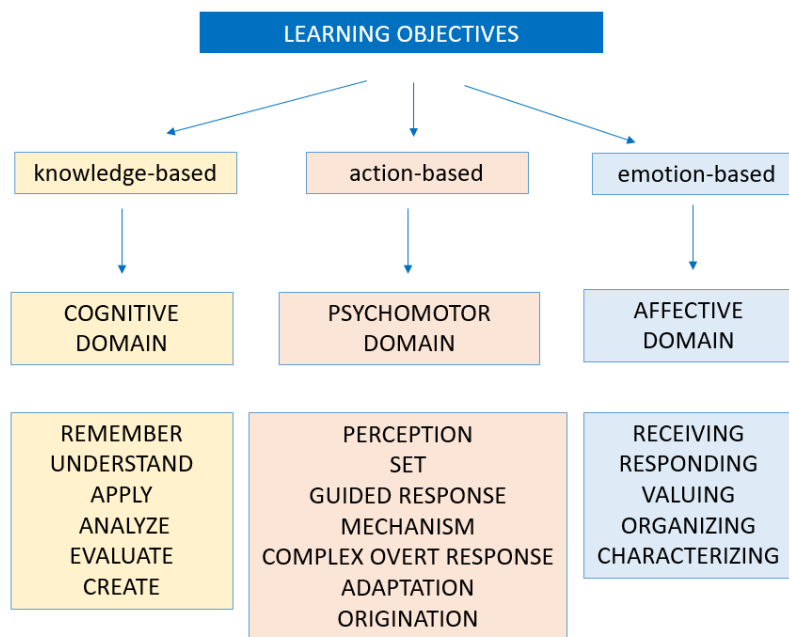 LEARNING OBJECTIVES
knowledge-based
action-based
emotion-based
COGNITIVE
DOMAIN
PSYCHOMOTOR
DOMAIN
AFFECTIVE
DOMAIN
REMEMBER
UNDERSTAND
APPLY
ANALYZE
EVALUATE
CREATE
PERCEPTION
SET
GUIDED RESPONSE
MECHANISM
COMPLEX OVERT RESPONSE
ADAPTATION
ORIGINATION
RECEIVING
RESPONDING
VALUING
ORGANIZING
CHARACTERIZING